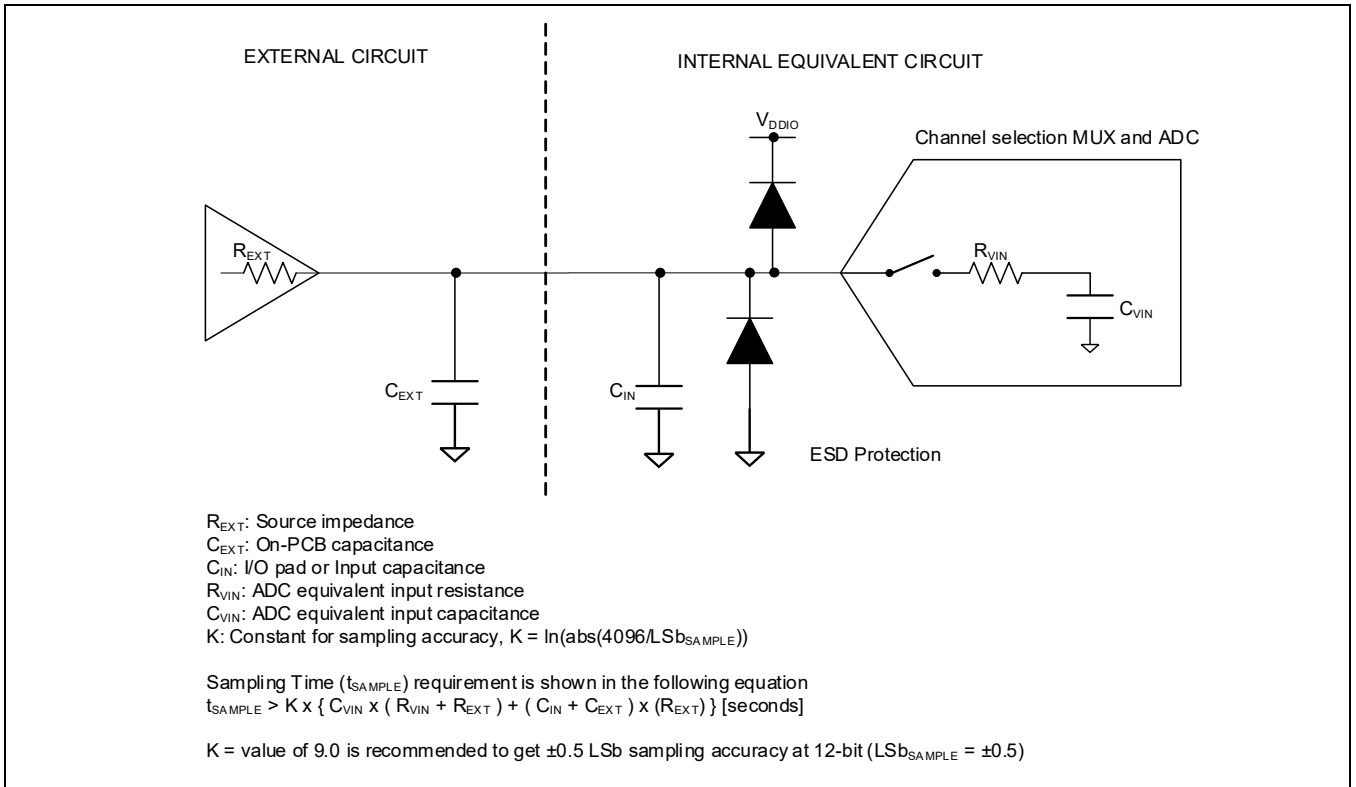 EXTERNAL CIRCUIT
INTERNAL EQUIVALENT CIRCUIT
VDDIO
Channel selection MUX and ADC
REXT
RVIN
CVIN
CEXT
CIN
ESD Protection
REXT: Source impedance
CEXT: On-PCB capacitance
CIN: I/O pad or Input capacitance
RVIN: ADC equivalent input resistance
CVIN: ADC equivalent input capacitance
K: Constant for sampling accuracy, K = ln(abs(4096/LSbSAMPLE))
Sampling Time (tSAMPLE) requirement is shown in the following equation
tSAMPLE > K x { CVIN x ( RVIN + REXT ) + ( CIN + CEXT ) x (REXT) } [seconds]
K = value of 9.0 is recommended to get ±0.5 LSb sampling accuracy at 12-bit (LSbSAMPLE = ±0.5)